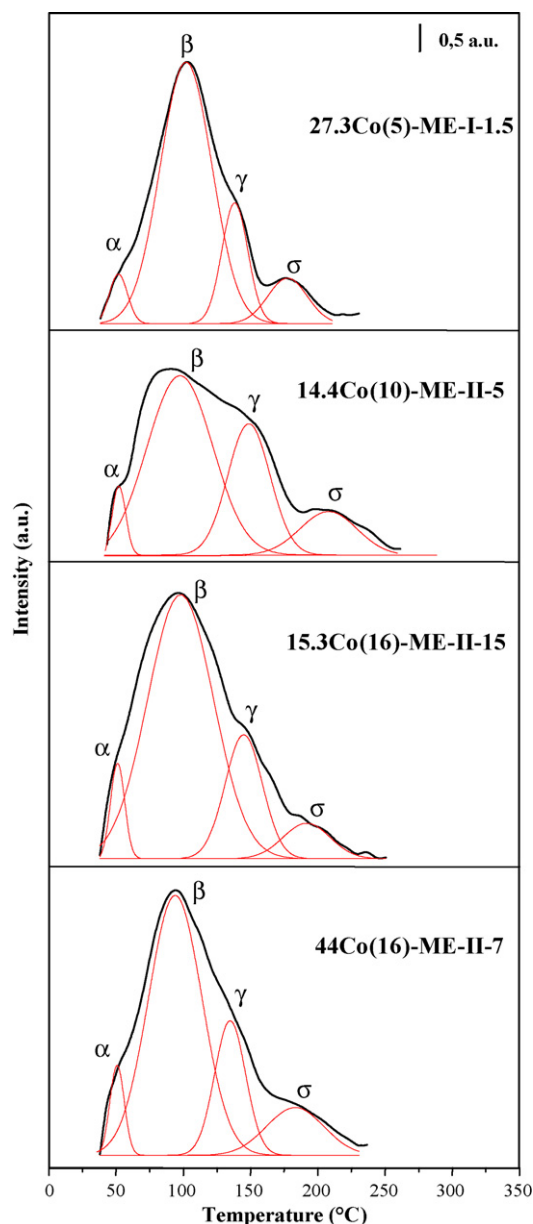 0,5 a.u.
β
27.3Co(5)-ME-I-1.5
γ
α
σ
β
14.4Co(10)-ME-II-5
γ
α
σ
β
15.3Co(16)-ME-II-15
γ
α
σ
β
44Co(16)-ME-II-7
γ
α
σ
Intensity (a.u.)
0 50 100 150 200 250 300 350
Temperature (°C)